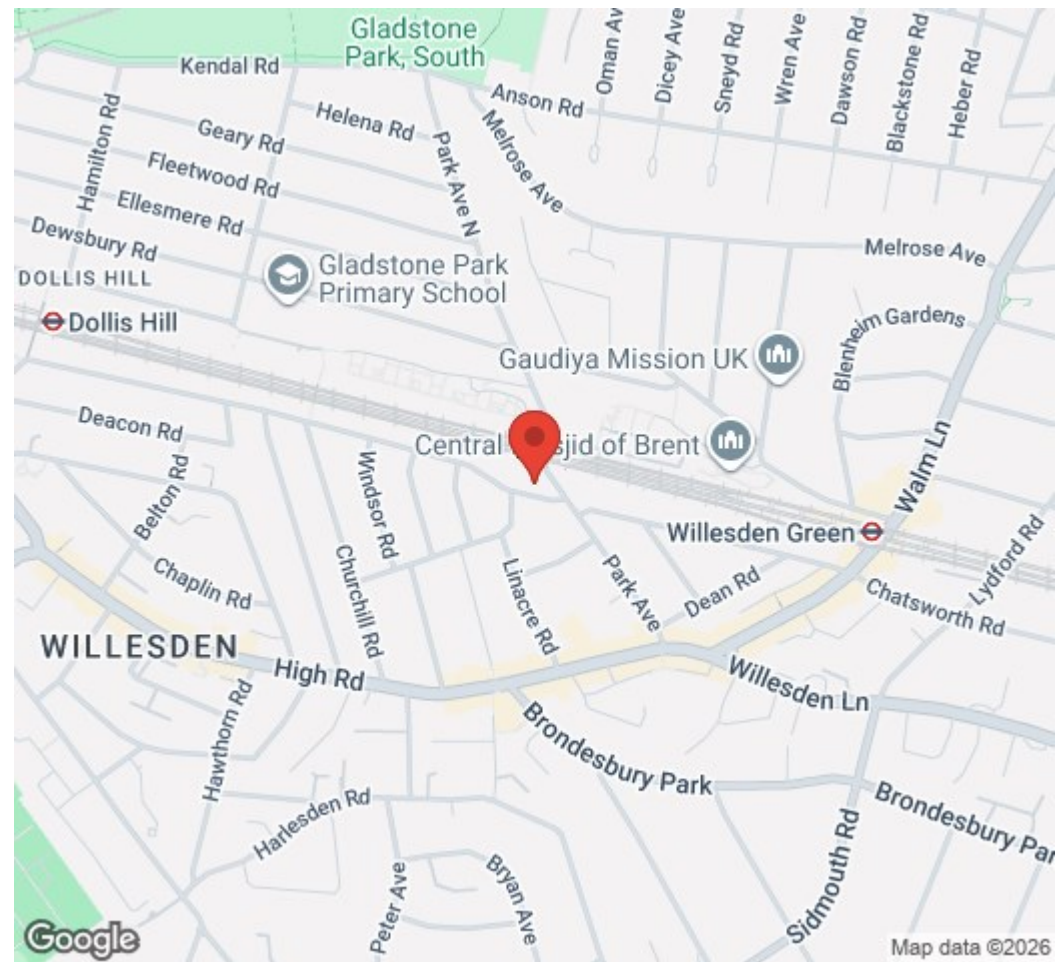 Gladstone
Park, South
Kendal Rd
Oman Av
Dicey Ave
Sneyd Rd
Wren Ave
Dawson Rd
Blackstone Rd
Heber Rd
Anson Rd
Helena Rd
Hamilton Rd
Geary Rd
Fleetwood Rd
Ellesmere Rd
Dewsbury Rd
Park Ave N
Melrose Ave
Melrose Ave
DOLLIS HILL
Gladstone Park
Primary School
Dollis Hill
Blenheim Gardens
Gaudiya Mission UK
Deacon Rd
Central
sjid of Brent
Walm Ln
Belton Rd
Windsor Rd
Willesden Green
Lydford Rd
Chaplin Rd
Churchill Rd
Linacre Rd
Park Ave
Dean Rd
Chatsworth Rd
WILLESDEN
High Rd
Willesden Ln
Hawthorn Rd
Brondesbury Park
Brondesbury Par
Harlesden Rd
Peter Ave
Bryan Ave
Sidmouth Rd
Google
Map data ©2026